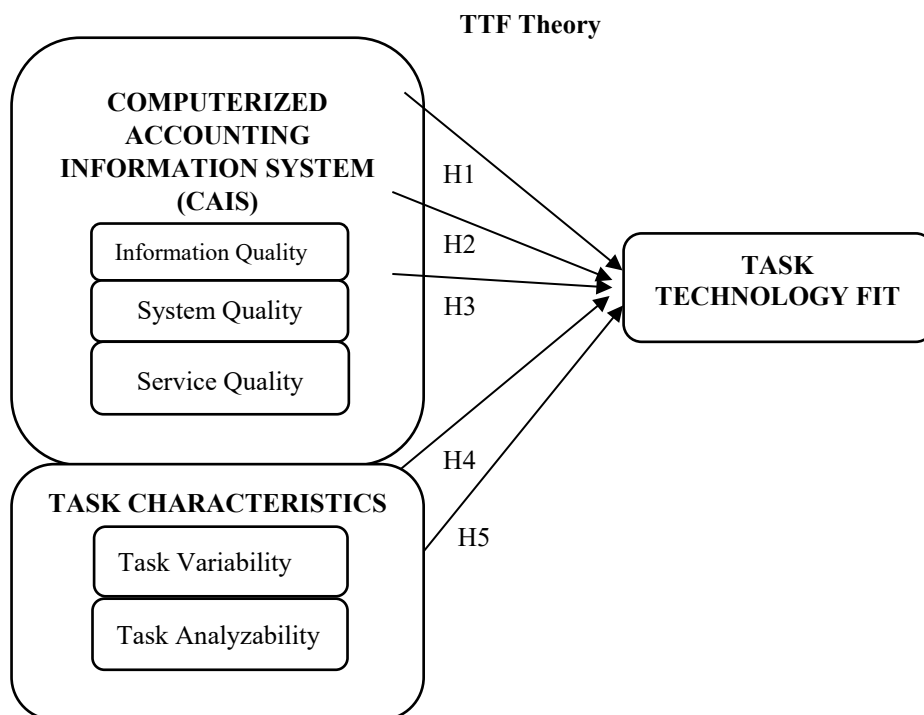 TTF Theory
COMPUTERIZED
ACCOUNTING
INFORMATION SYSTEM
(CAIS)
Information Quality
System Quality
Service Quality
H1
H2
H3
TASK
TECHNOLOGY FIT
H4
H5
TASK CHARACTERISTICS
Task Variability
Task Analyzability